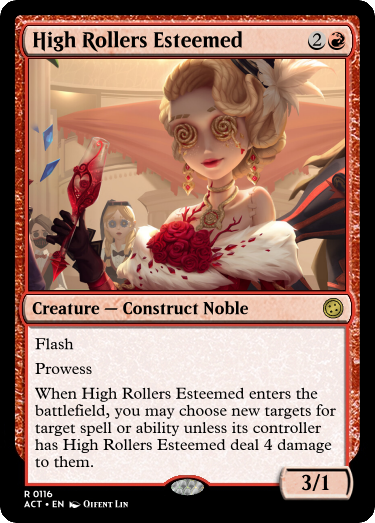 High Rollers Esteemed 2
Creature — Construct Noble
Flash
Prowess
When High Rollers Esteemed enters the
battlefield, you may choose new targets for
target spell or ability unless its controller
has High Rollers Esteemed deal 4 damage
to them.
3/1
R 0116
ACT • EN Oifent Lin